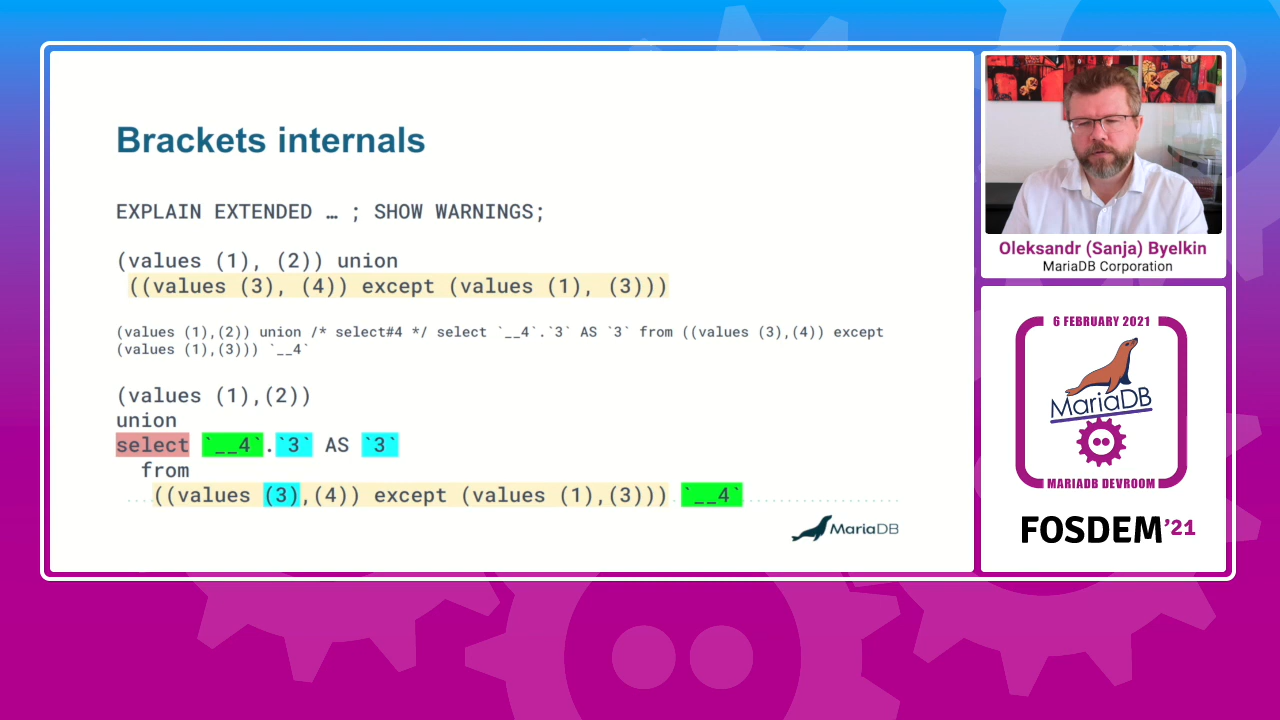 Brackets internals
EXPLAIN EXTENDED … ; SHOW WARNINGS;
(values (1), (2)) union
((values (3), (4)) except (values (1), (3)))
(values (1),(2)) union /* select#4 */ select `__4`.`3` AS `3` from ((values (3),(4)) except
(values (1),(3))) `__4`
(values (1),(2))
union
select `__4`.`3` AS `3`
from
((values (3),(4)) except (values (1),(3))) `__4`
MariaDB
Oleksandr (Sanja) Byelkin
MariaDB Corporation
6 FEBRUARY 2021
MariaDB
MARIADB DEVROOM
FOSDEM'21